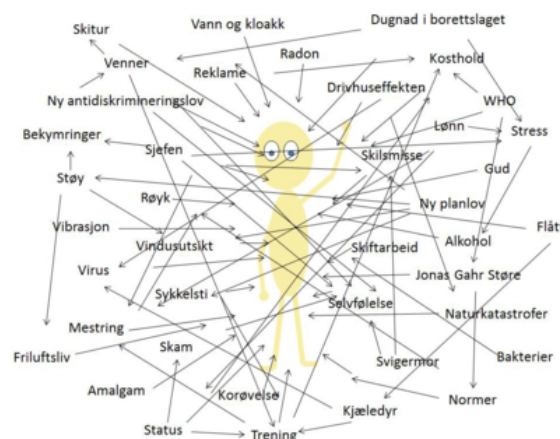 Skitur
Vann og kloakk
Dugnad i borettslaget
Venner
Radon
Kosthold
Reklame
Drivhuseffekten
Ny antidiskrimineringslov
WHO
Bekymringer
Sjefen
Lønn
Stress
Skilsmisse
Støy
Gud
Røyk
Ny planlov
Vibrasjon
Flåt
Vindusutsikt
Skiftarbeid
Alkohol
Virus
Jonas Gahr Støre
Sykkelsti
Selvfølelse
Naturkatastrofer
Mestring
Skam
Friluftsliv
Svigermor
Bakterier
Amalgam
Korøvelse
Kjæledyr
Normer
Status
Trening